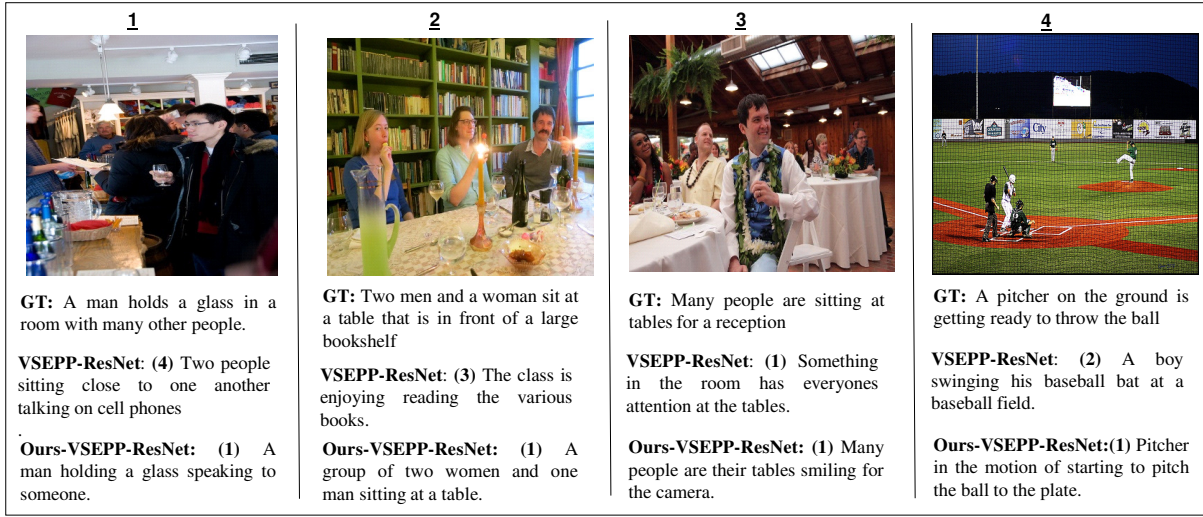 1
GT: A man holds a glass in a
room with many other people.
VSEPP-ResNet: (4) Two people
sitting close to one another
talking on cell phones
.
Ours-VSEPP-ResNet: (1) A
man holding a glass speaking to
someone.
2
GT: Two men and a woman sit at
a table that is in front of a large
bookshelf
VSEPP-ResNet: (3) The class is
enjoying reading the various
books.
Ours-VSEPP-ResNet: (1) A
group of two women and one
man sitting at a table.
3
GT: Many people are sitting at
tables for a reception
VSEPP-ResNet: (1) Something
in the room has everyones
attention at the tables.
Ours-VSEPP-ResNet: (1) Many
people are their tables smiling for
the camera.
4
City
GT: A pitcher on the ground is
getting ready to throw the ball
VSEPP-ResNet: (2) A boy
swinging his baseball bat at a
baseball field.
Ours-VSEPP-ResNet:(1) Pitcher
in the motion of starting to pitch
the ball to the plate.